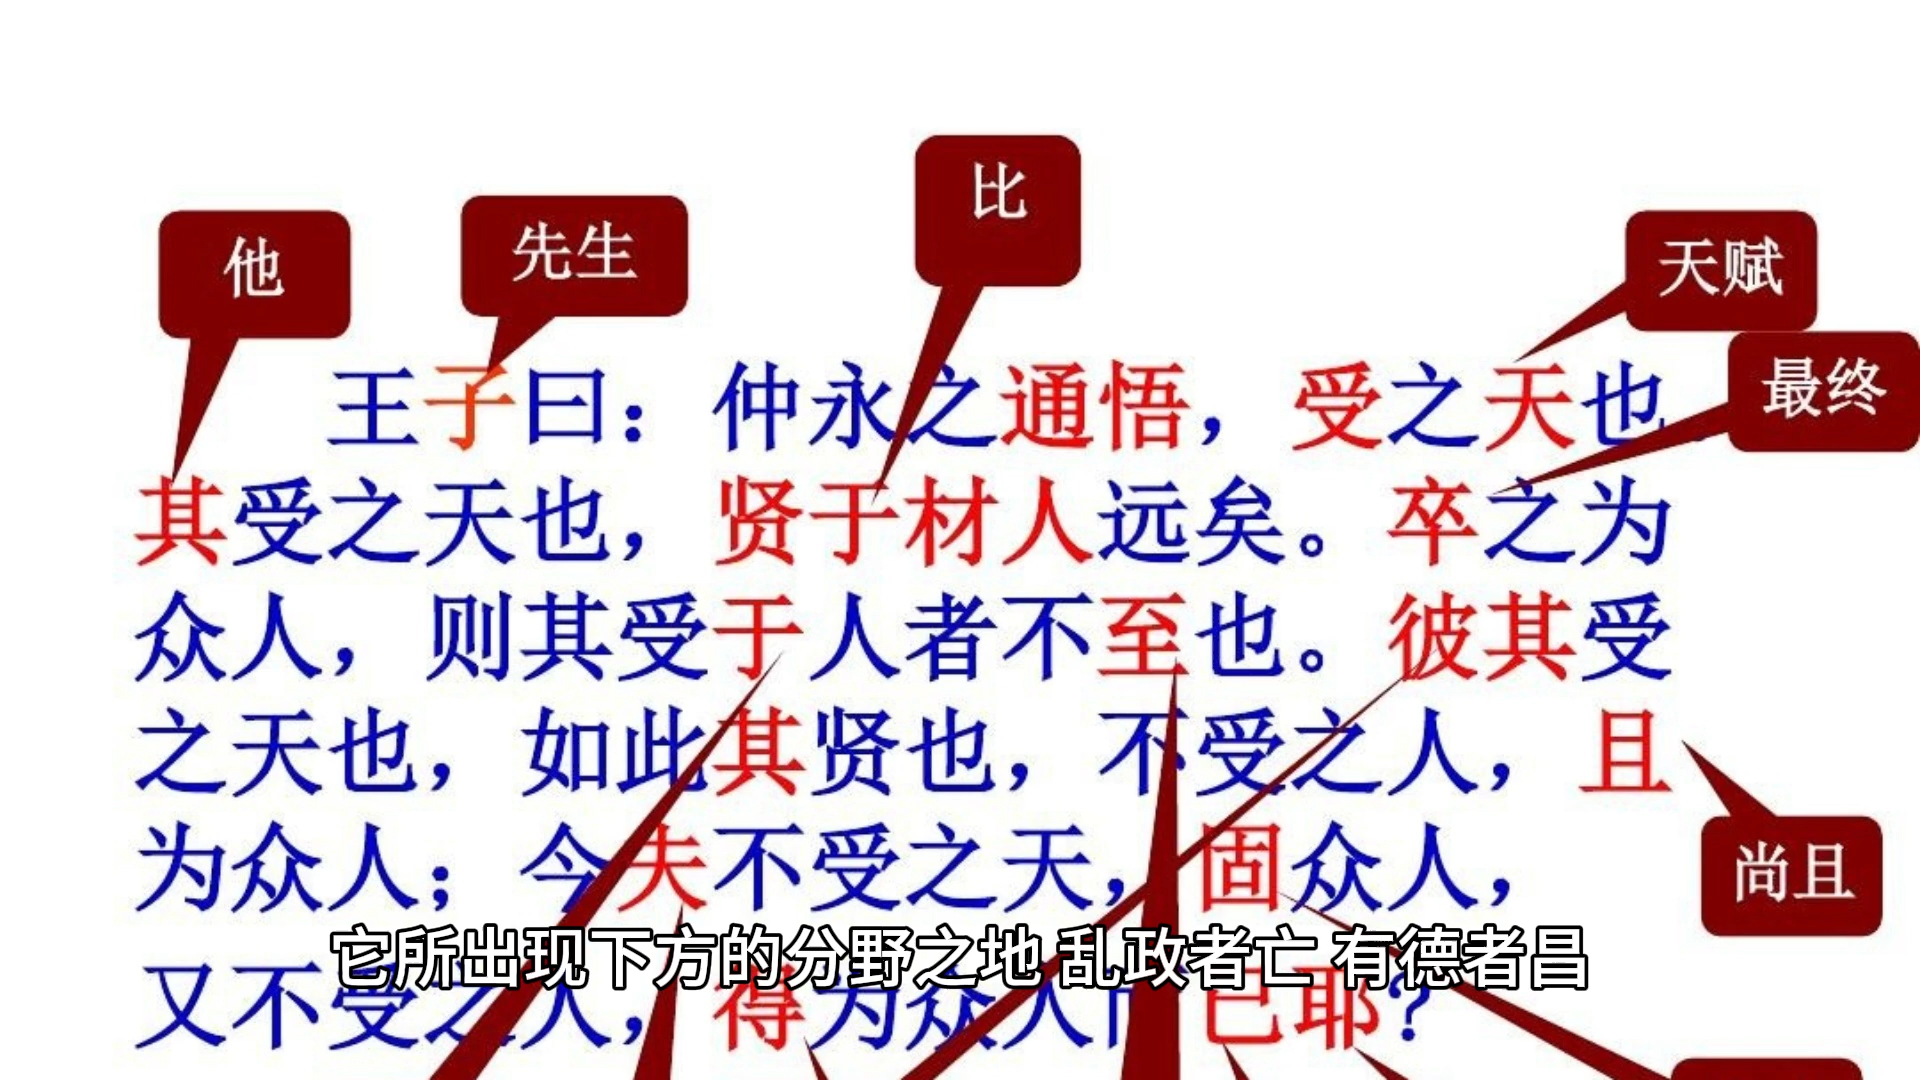 比
他
先生
天赋
最终
王子曰：仲永之通悟，受之天也。
其受之天也，贤于材人远矣。卒之为
众人，则其受于人者不至也。彼其受
之天也，如此其贤也，不受之人，且
为众人；今夫不受之天，固众人，
尚且
它所出现下方的分野之地 乱政者亡 有德者昌
又不受之人，得为众人而已耶？